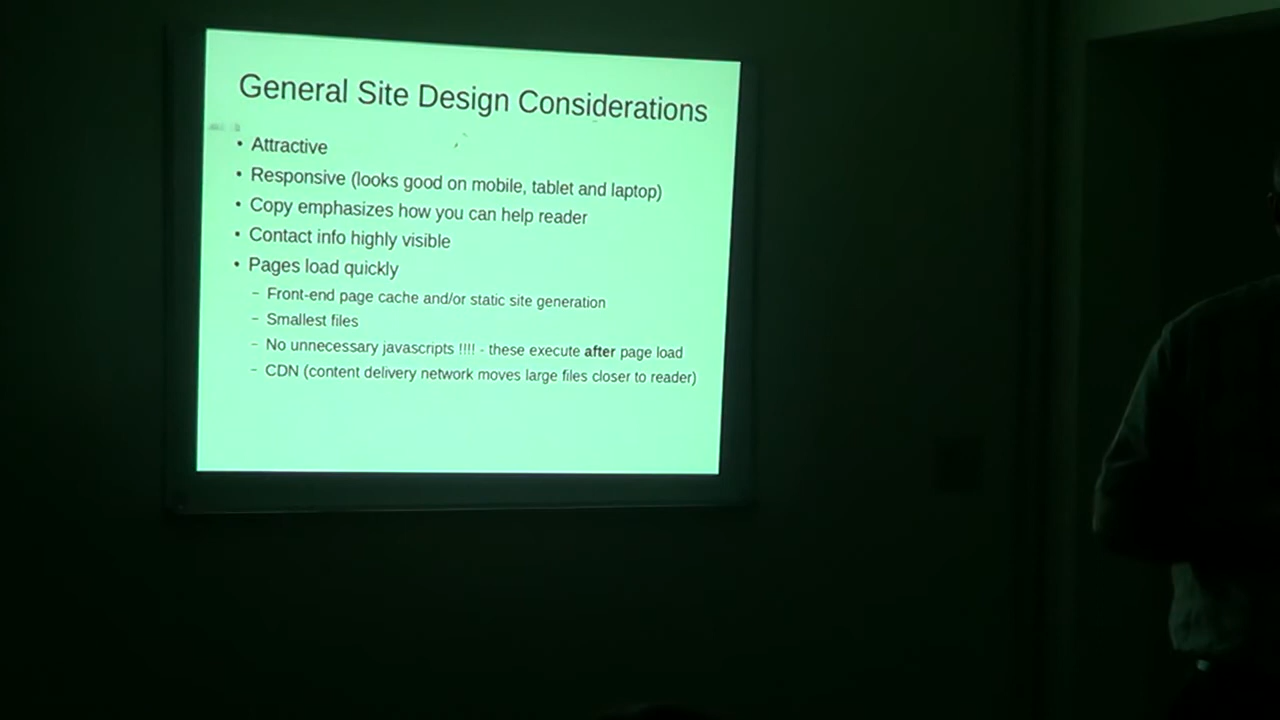 General Site Design Considerations
• Attractive
• Responsive (looks good on mobile, tablet and laptop)
• Copy emphasizes how you can help reader
• Contact info highly visible
• Pages load quickly
– Front-end page cache and/or static site generation
– Smallest files
– No unnecessary javascripts !!!! - these execute after page load
– CDN (content delivery network moves large files closer to reader)